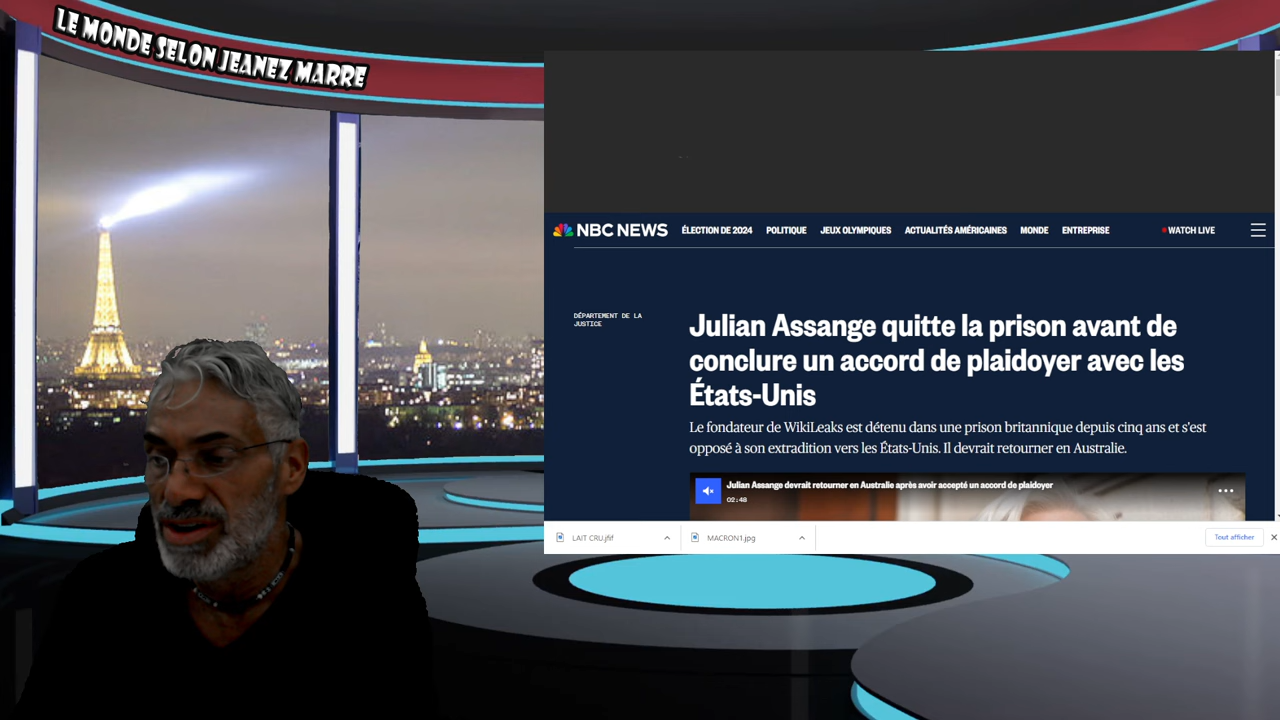 LE MONDE SELON JEANEZ MARRE
NBC NEWS
ÉLECTION DE 2024
POLITIQUE
JEUX OLYMPIQUES
ACTUALITÉS AMÉRICAINES
MONDE
ENTREPRISE
WATCH LIVE
DÉPARTEMENT DE LA
JUSTICE
Julian Assange quitte la prison avant de
conclure un accord de plaidoyer avec les
États-Unis
Le fondateur de WikiLeaks est détenu dans une prison britannique depuis cinq ans et s'est
opposé à son extradition vers les États-Unis. Il devrait retourner en Australie.
Julian Assange devrait retourner en Australie après avoir accepté un accord de plaidoyer
02:48
LAIT CRU.jfif
MACRON1.jpg
Tout afficher